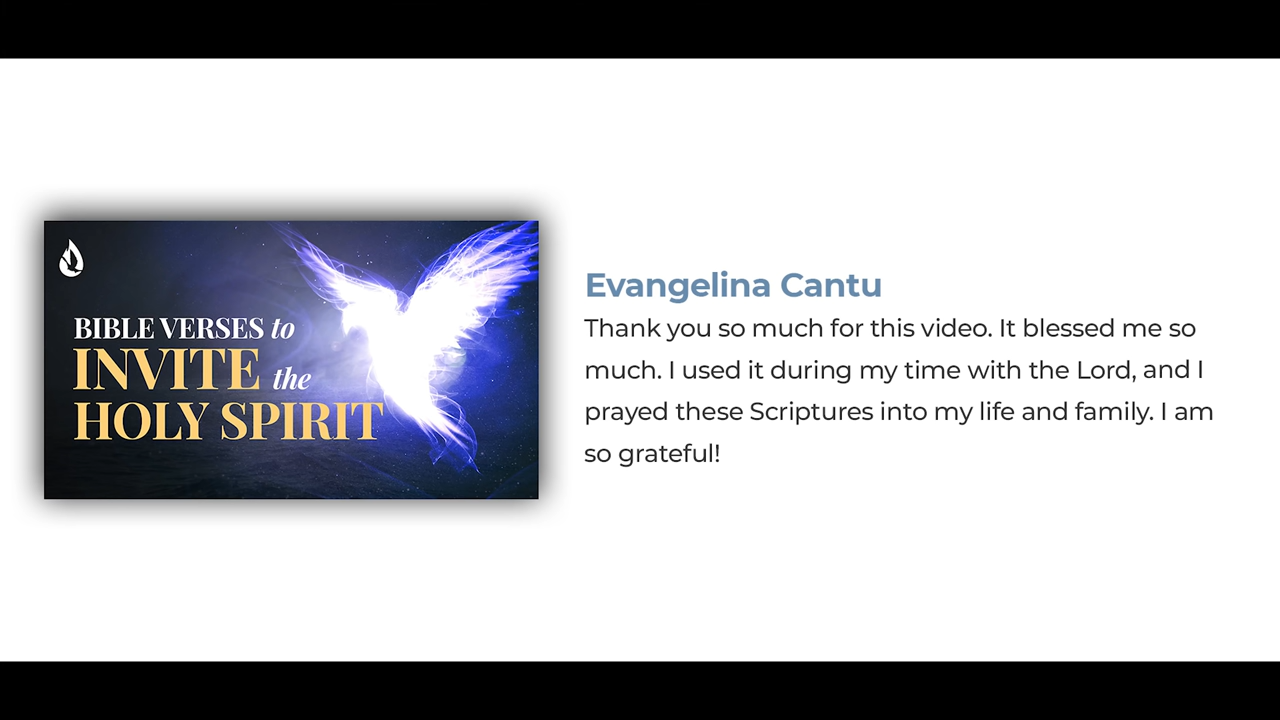 BIBLE VERSES to
INVITE the
HOLY SPIRIT
Evangelina Cantu
Thank you so much for this video. It blessed me so
much. I used it during my time with the Lord, and I
prayed these Scriptures into my life and family. I am
so grateful!